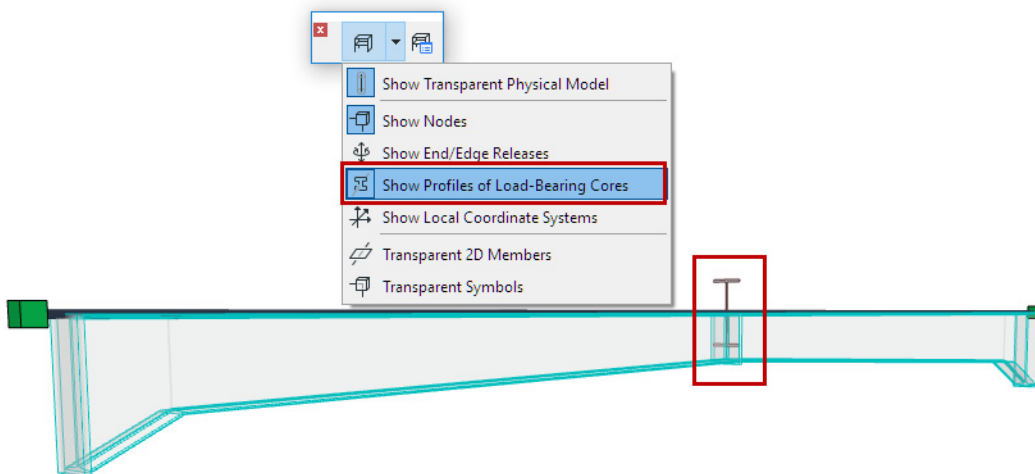 Show Transparent Physical Model
Show Nodes
Show End/Edge Releases
Show Profiles of Load-Bearing Cores
Show Local Coordinate Systems
Transparent 2D Members
Transparent Symbols